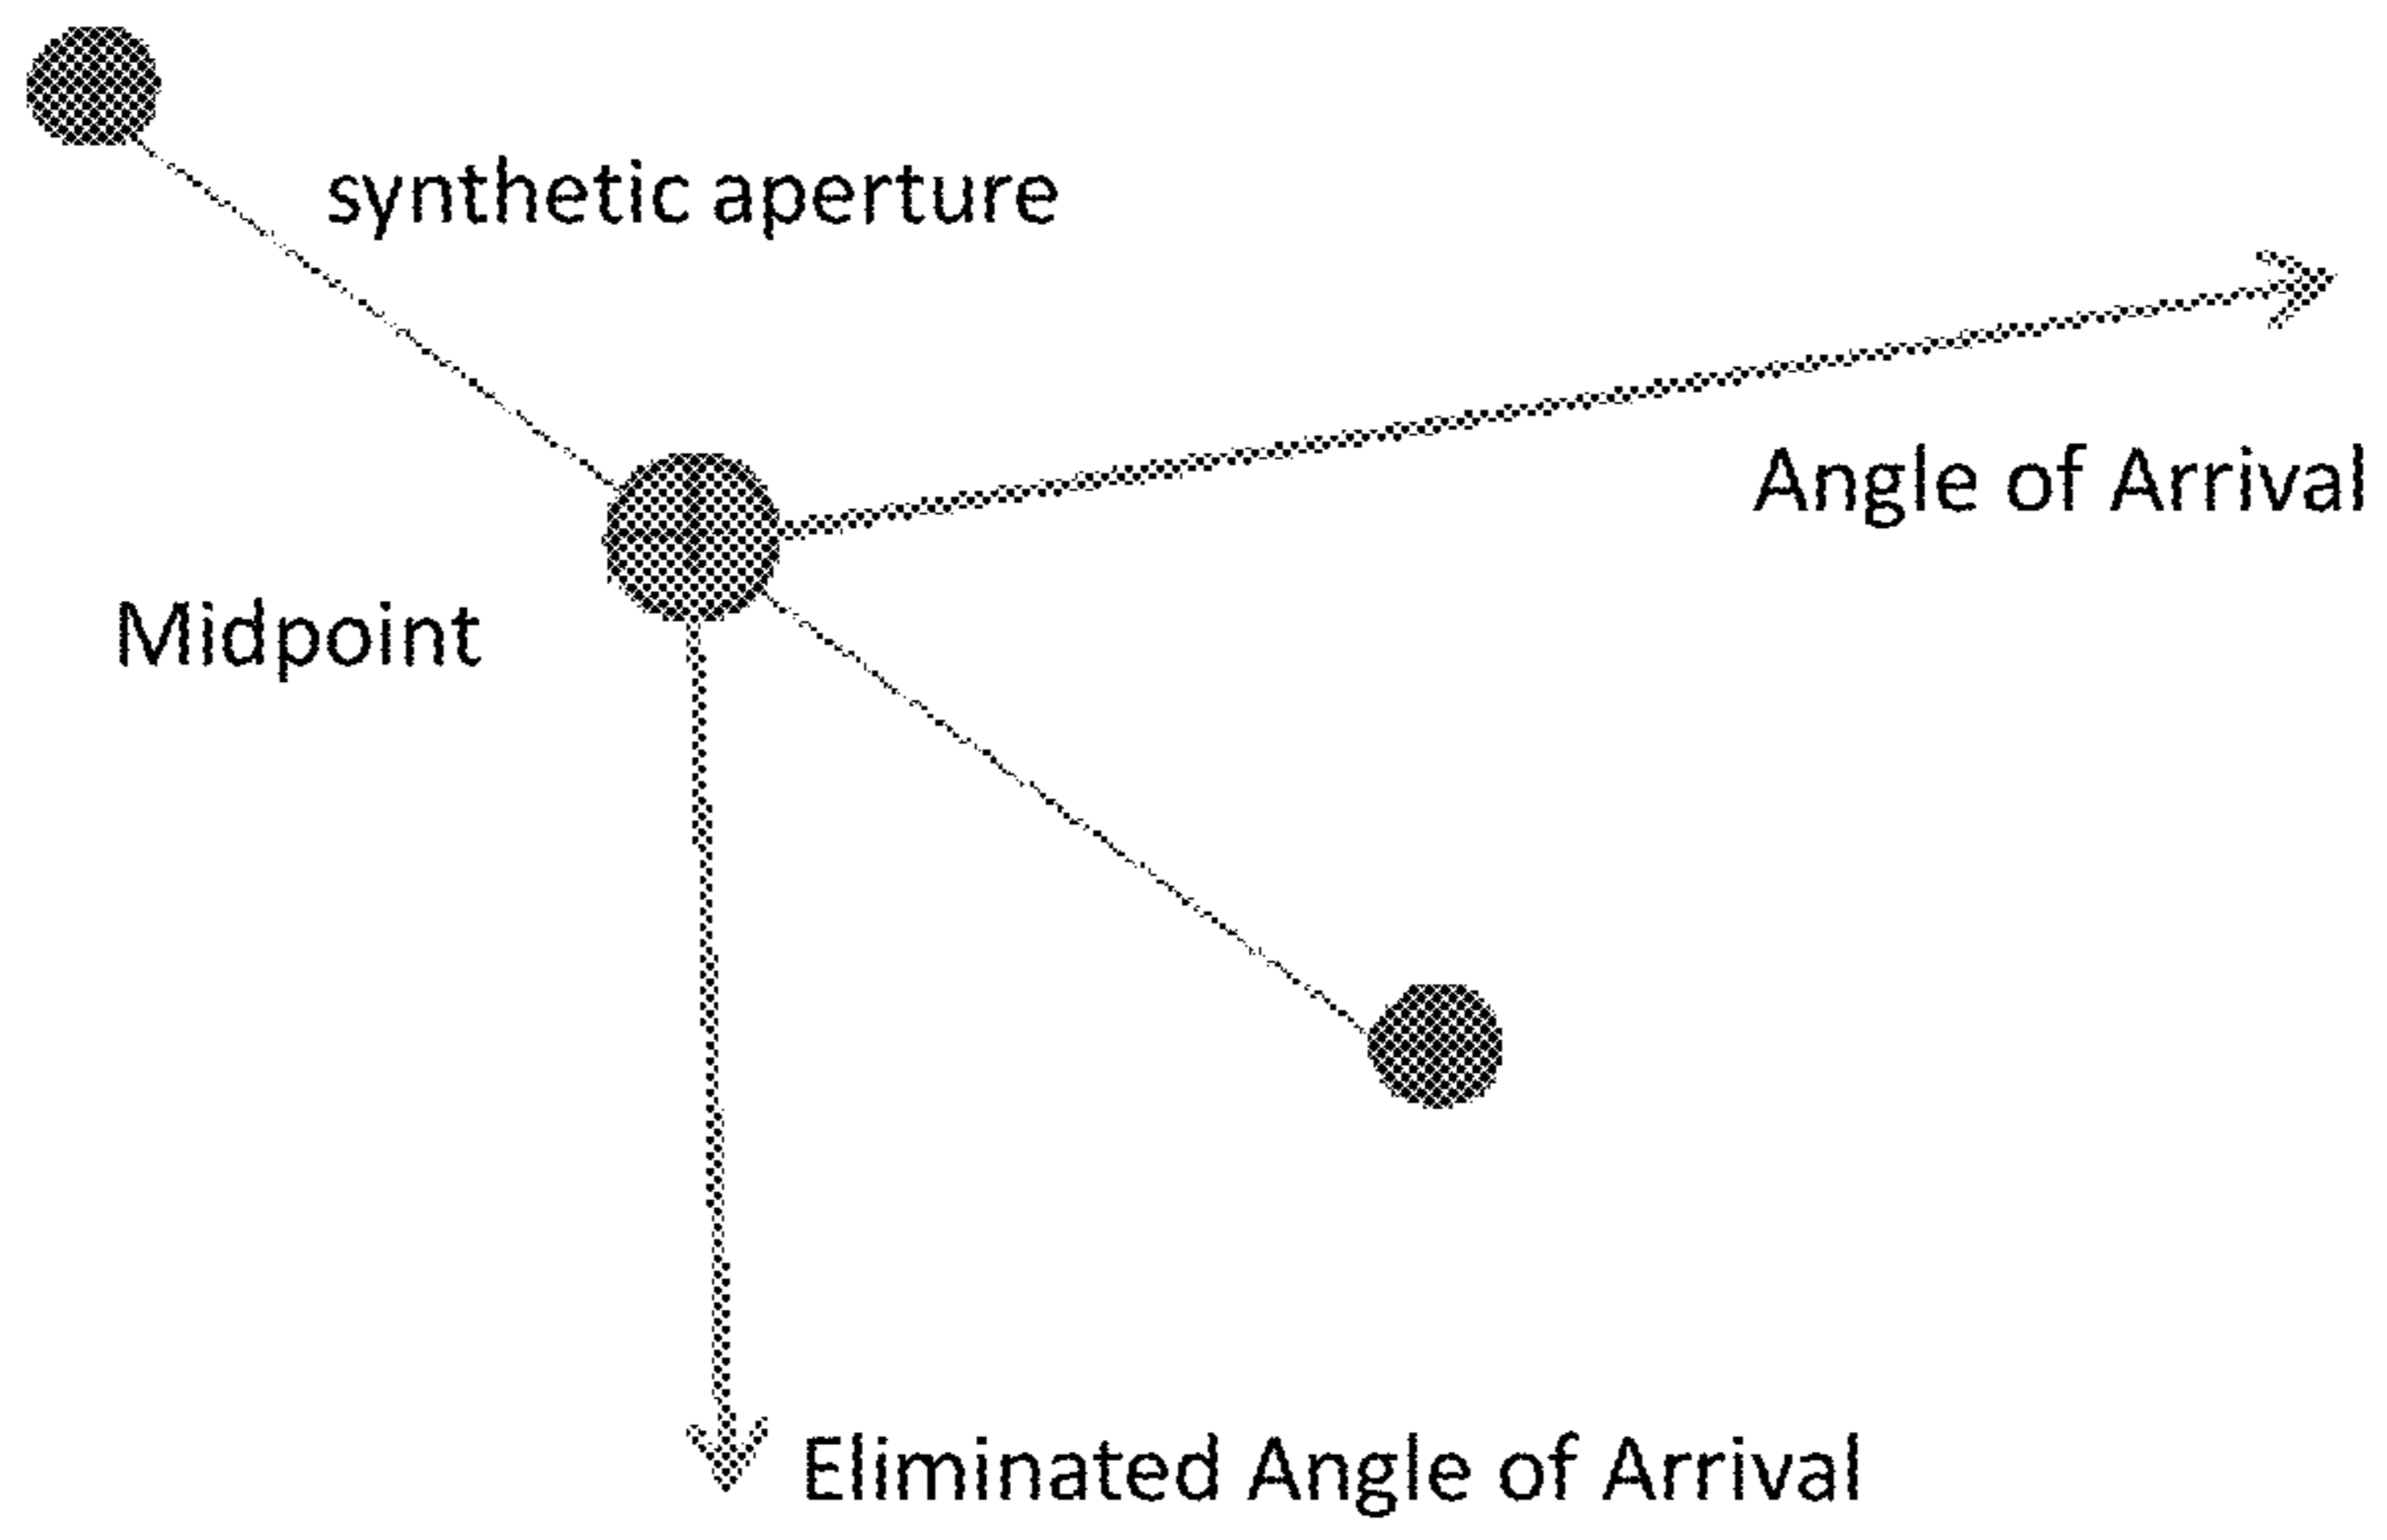 synthetic aperture
Angle of Arrival
Midpoint
Eliminated Angle of Arrival